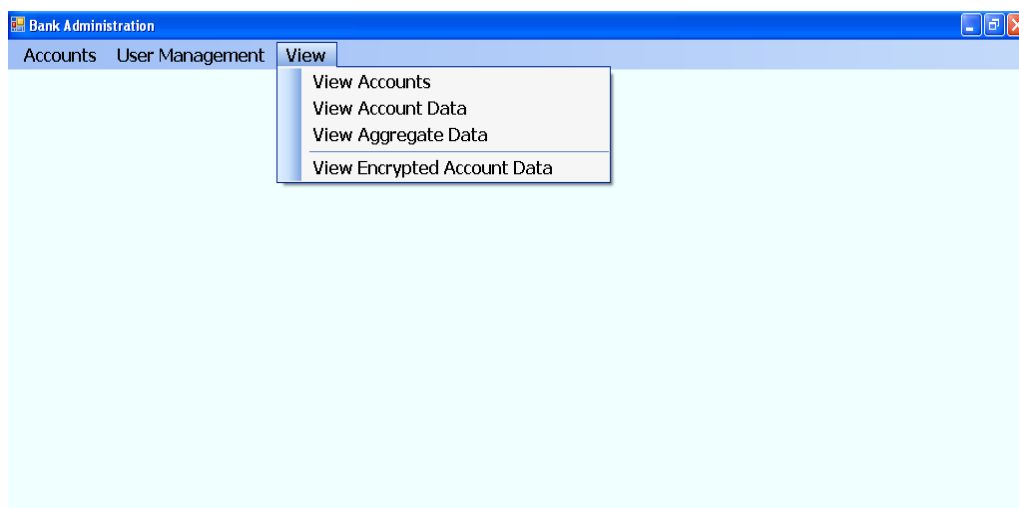 Bank Administration
Accounts User Management View
View Accounts
View Account Data
View Aggregate Data
View Encrypted Account Data